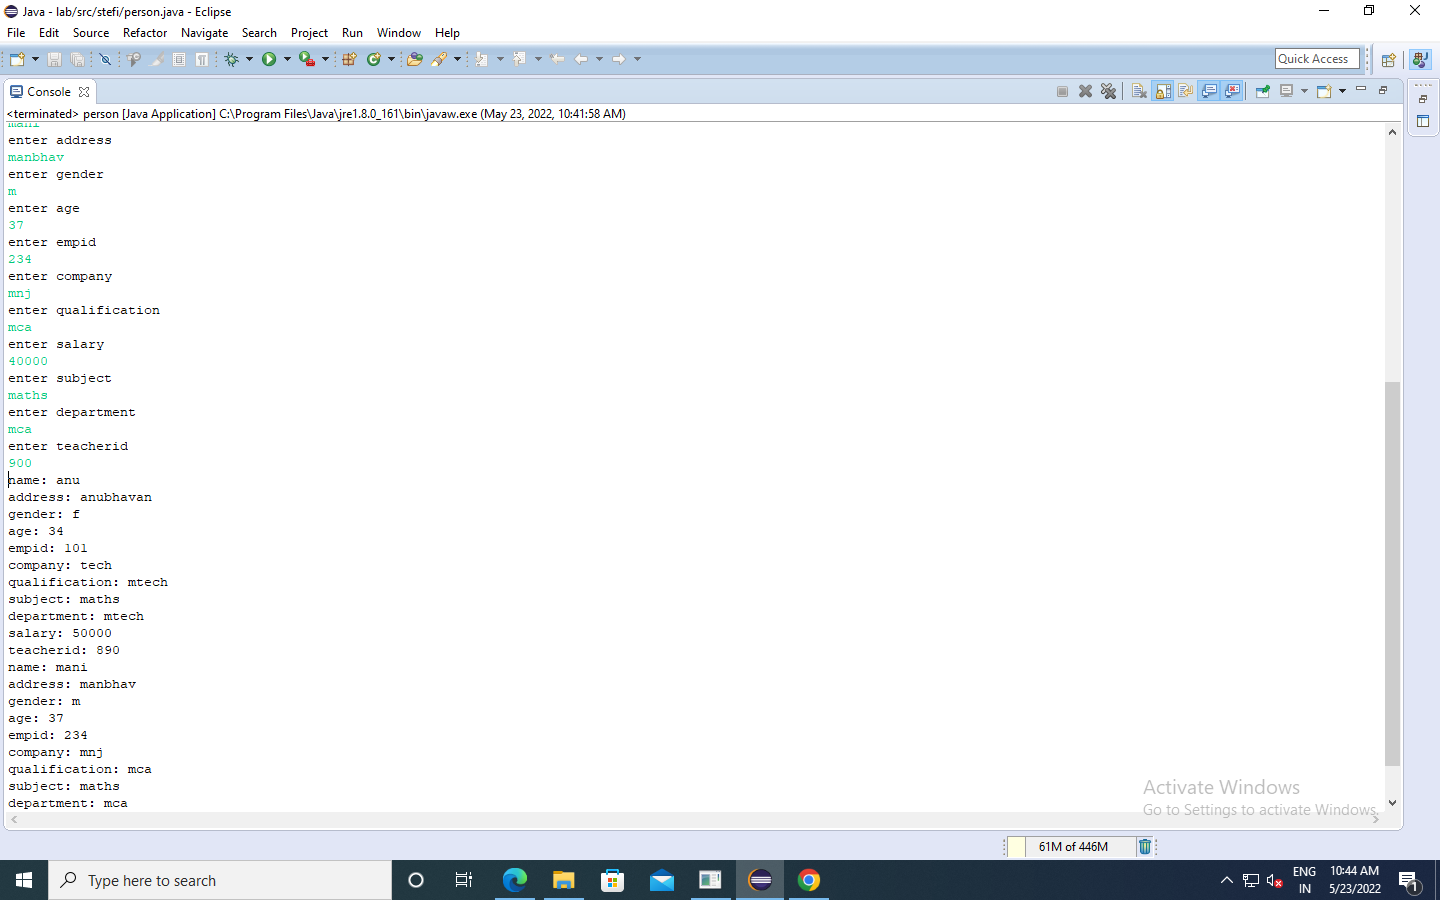 Java - lab/src/stefi/person.java - Eclipse
File Edit Source Refactor Navigate Search Project Run Window Help
Quick Access
Console
<terminated> person [Java Application] C:\Program Files\Java\jre1.8.0_161\bin\javaw.exe (May 23, 2022, 10:41:58 AM)
mani
enter address
manbhav
enter gender
m
enter age
37
enter empid
234
enter company
mnj
enter qualification
mca
enter salary
40000
enter subject
maths
enter department
mca
enter teacherid
900
name: anu
address: anubhavan
gender: f
age: 34
empid: 101
company: tech
qualification: mtech
subject: maths
department: mtech
salary: 50000
teacherid: 890
name: mani
address: manbhav
gender: m
age: 37
empid: 234
company: mnj
qualification: mca
subject: maths
department: mca
Activate Windows
Go to Settings to activate Windows.
61M of 446M
Type here to search
ENG
IN
10:44 AM
5/23/2022
1